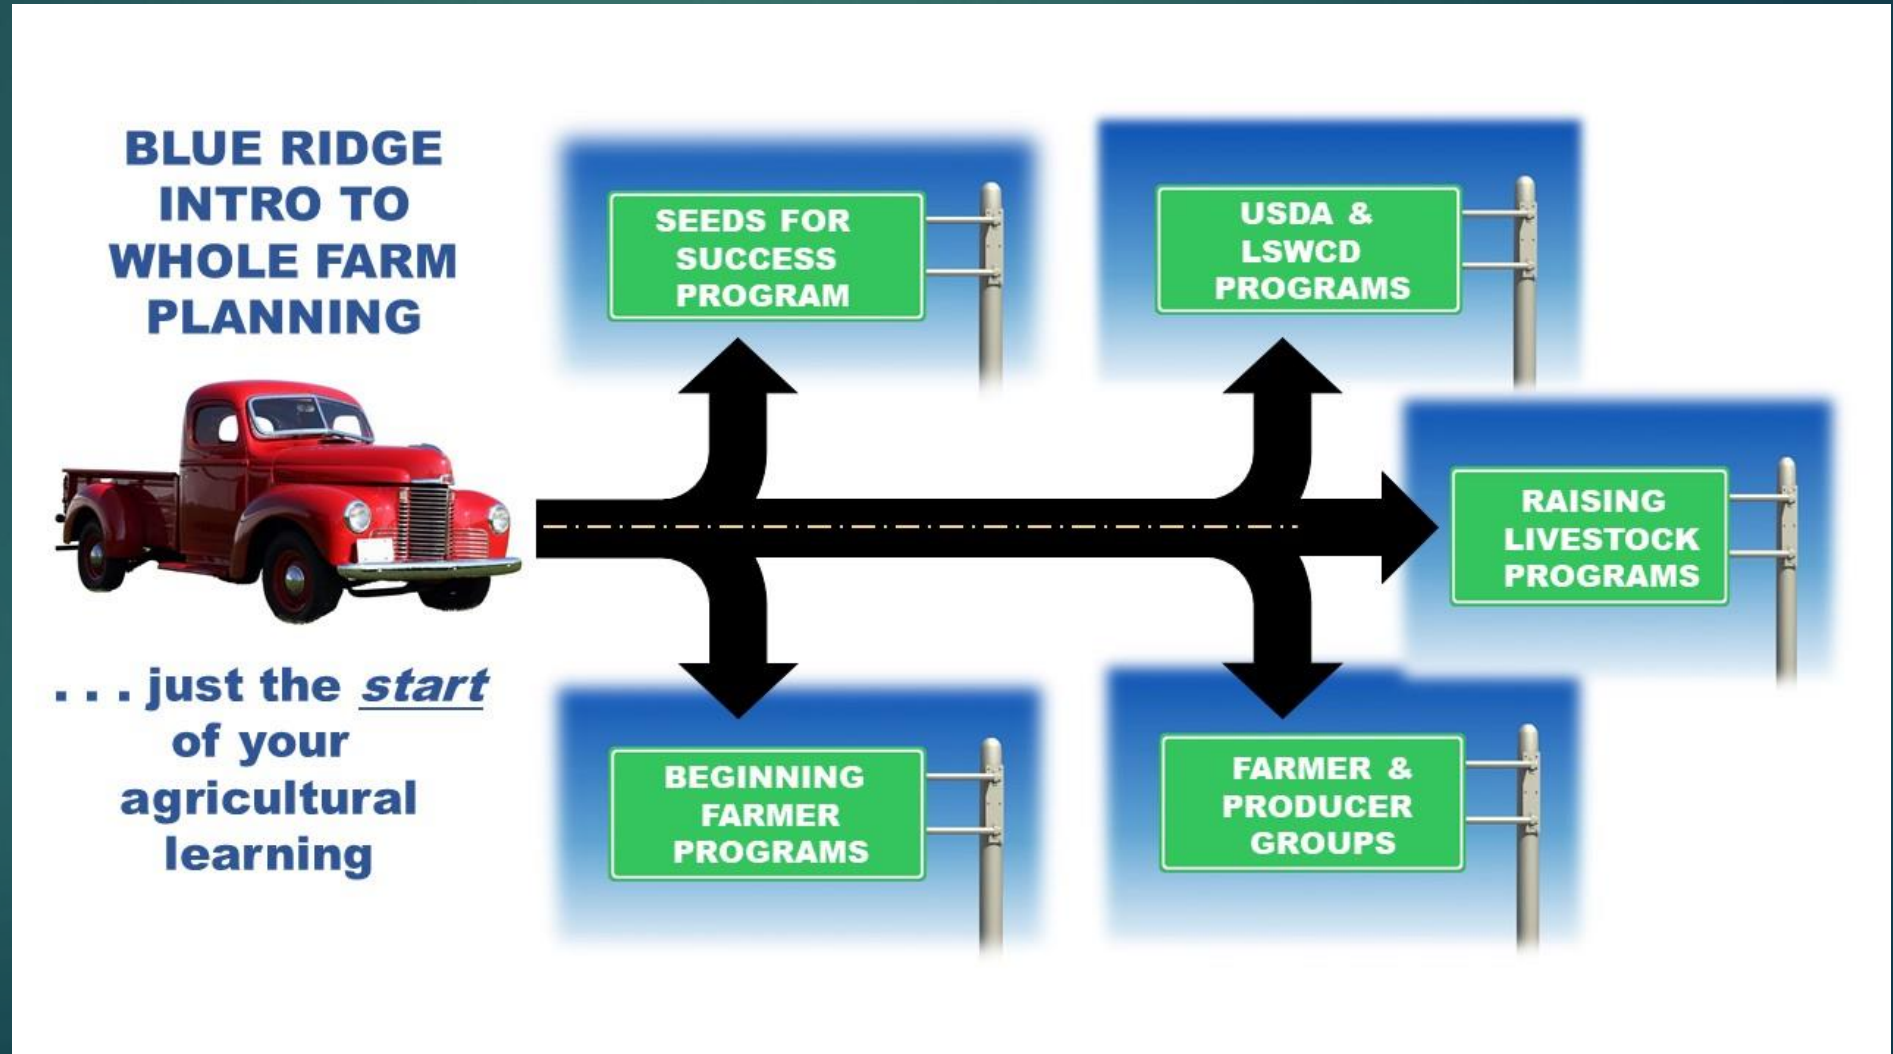 BLUE RIDGE
INTRO TO
WHOLE FARM
PLANNING
. . . just the start
of your
agricultural
learning
SEEDS FOR
SUCCESS
PROGRAM
USDA &
LSWCD
PROGRAMS
RAISING
LIVESTOCK
PROGRAMS
BEGINNING
FARMER
PROGRAMS
FARMER &
PRODUCER
GROUPS